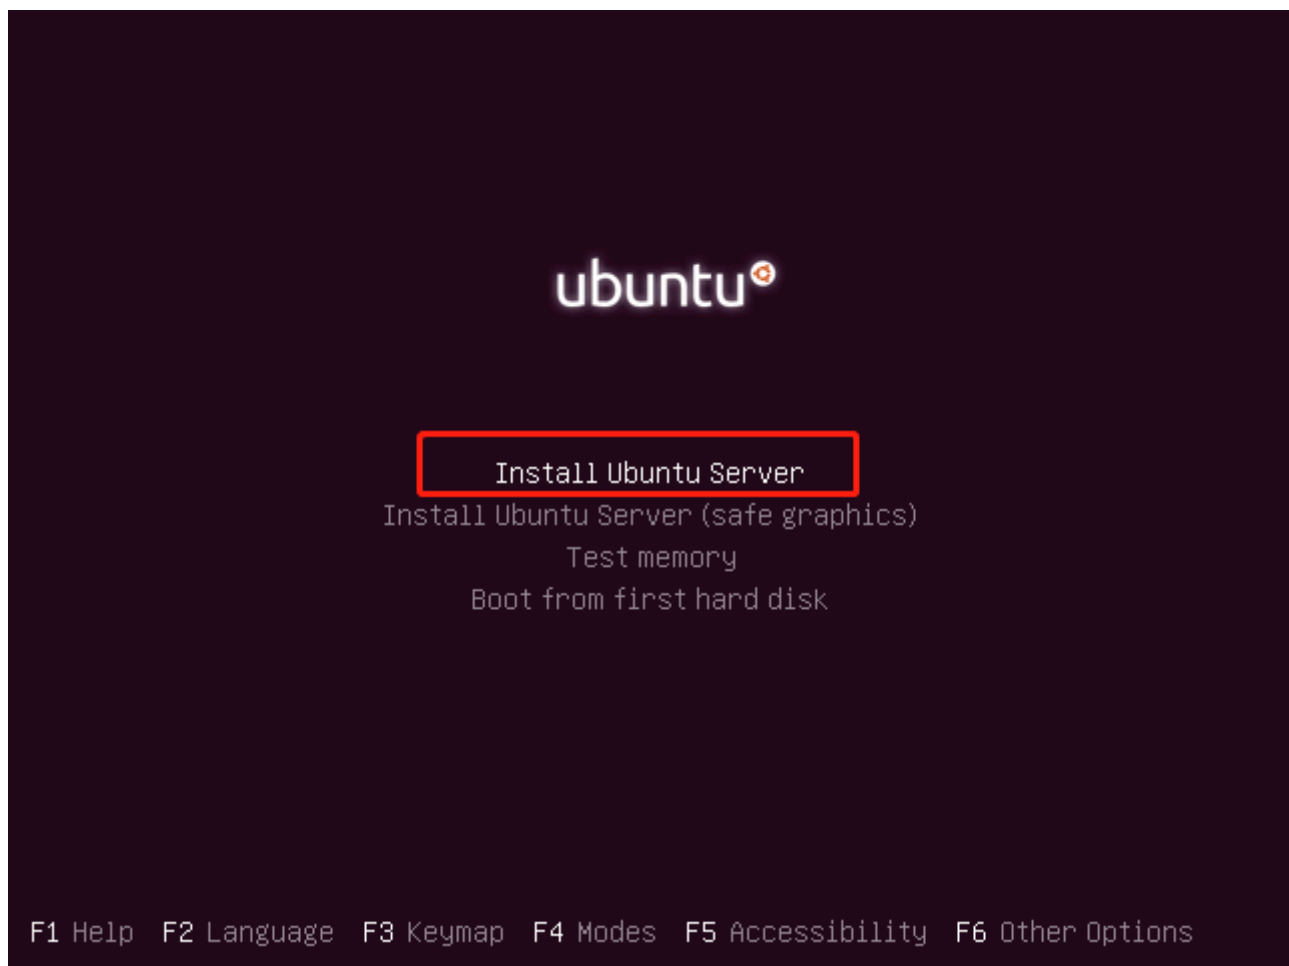 ubuntu
Install Ubuntu Server
Install Ubuntu Server (safe graphics)
Test memory
Boot from first hard disk
F1 Help F2 Language F3 Keymap F4 Modes F5 Accessibility F6 Other Options